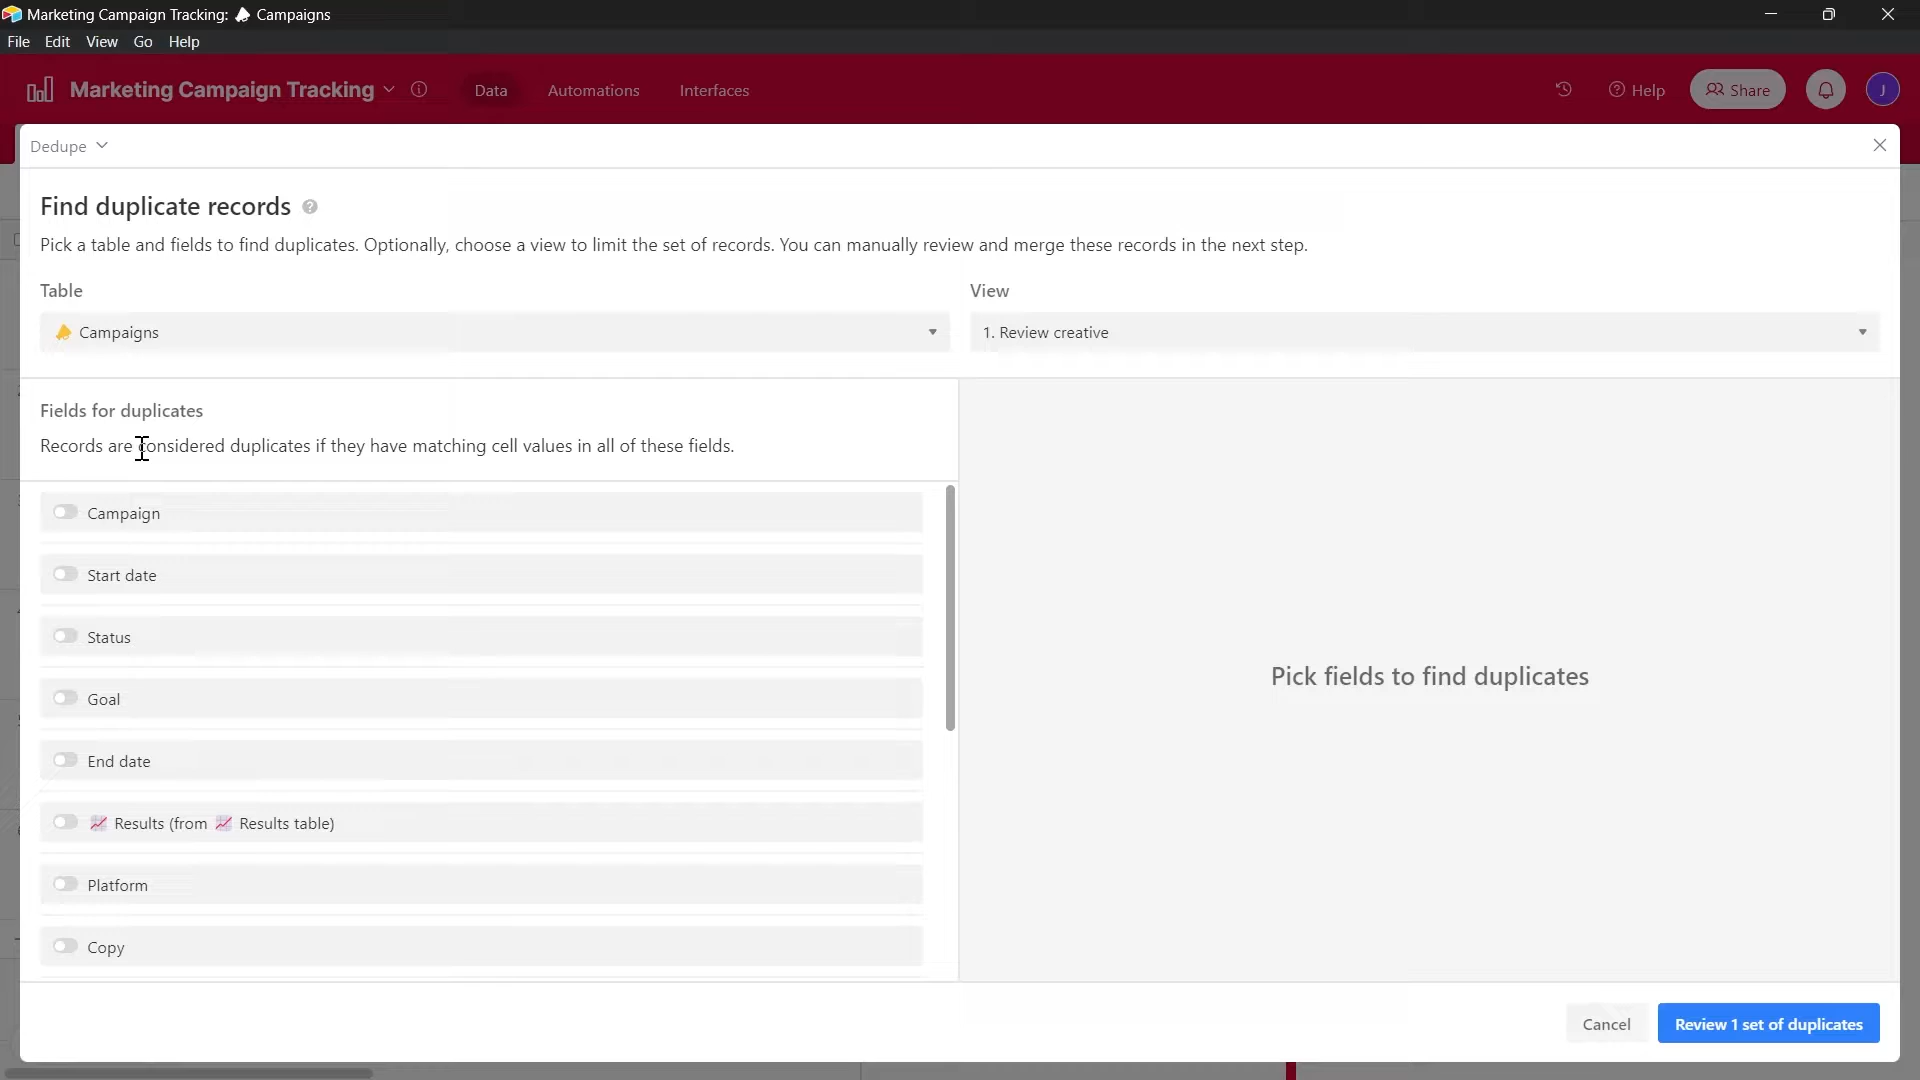 Marketing Campaign Tracking: Campaigns
File Edit View Go Help
Marketing Campaign Tracking Data Automations Interfaces Help Share J
Dedupe
Find duplicate records
Pick a table and fields to find duplicates. Optionally, choose a view to limit the set of records. You can manually review and merge these records in the next step.
Table View
Campaigns 1. Review creative
Fields for duplicates
Records are considered duplicates if they have matching cell values in all of these fields.
Campaign
Start date
Status
Goal
Pick fields to find duplicates
End date
Results (from Results table)
Platform
Copy
Cancel Review 1 set of duplicates